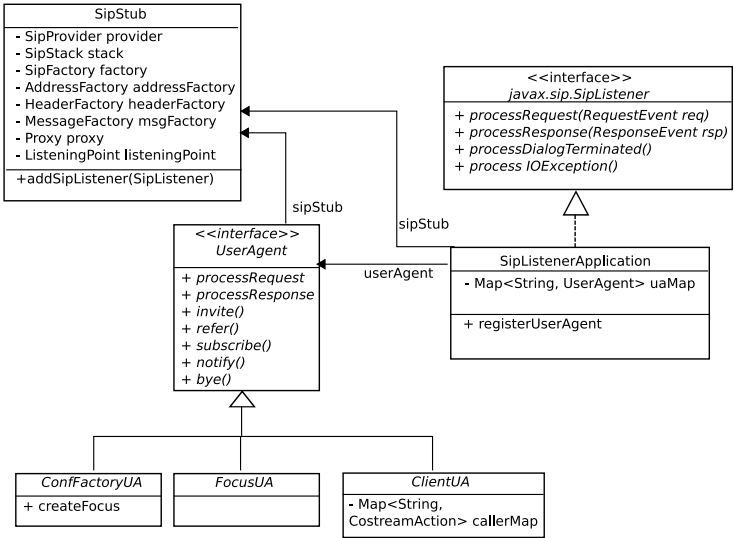 SipStub
- SipProvider provider
- SipStack stack
- SipFactory factory
- AddressFactory addressFactory
- HeaderFactory headerFactory
- MessageFactory msgFactory
- Proxy proxy
- ListeningPoint listeningPoint
+addSipListener(SipListener)
<<interface>>
javax.sip.SipListener
+ processRequest(RequestEvent req)
+ processResponse(ResponseEvent rsp)
+ processDialogTerminated()
+ process IOException()
sipStub
sipStub
<<interface>>
UserAgent
+ processRequest
+ processResponse
+ invite()
+ refer()
+ subscribe()
+ notify()
+ bye()
userAgent
SipListenerApplication
- Map<String, UserAgent> uaMap
+ registerUserAgent
ConfFactoryUA
+ createFocus
FocusUA
ClientUA
- Map<String,
CostreamAction> callerMap